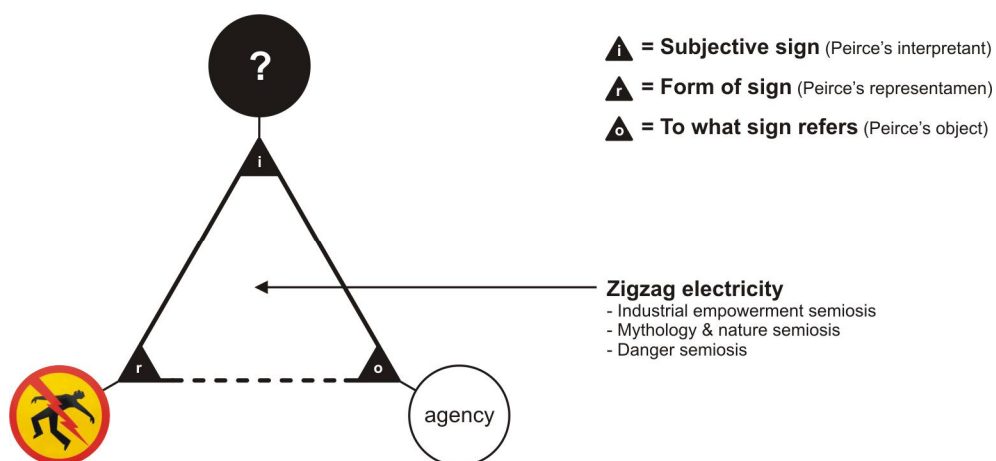 ?
i = Subjective sign (Peirce's interpretant)
r = Form of sign (Peirce's representamen)
o = To what sign refers (Peirce's object)
i
Zigzag electricity
- Industrial empowerment semiosis
- Mythology & nature semiosis
- Danger semiosis
r
o
agency